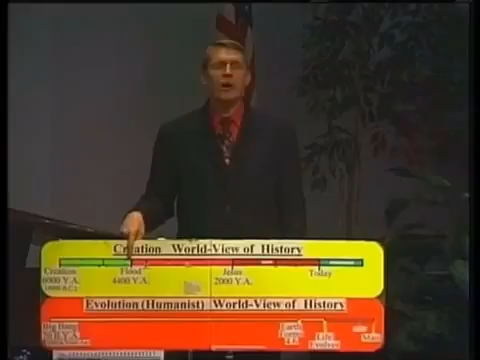 Creation World-View of History
Creation Flood Jesus Today
6000 Y.A. 4400 Y.A. 2000 Y.A.
Evolution (Humanist) World-View of History
Big Bang Earth Life Man
Evolves